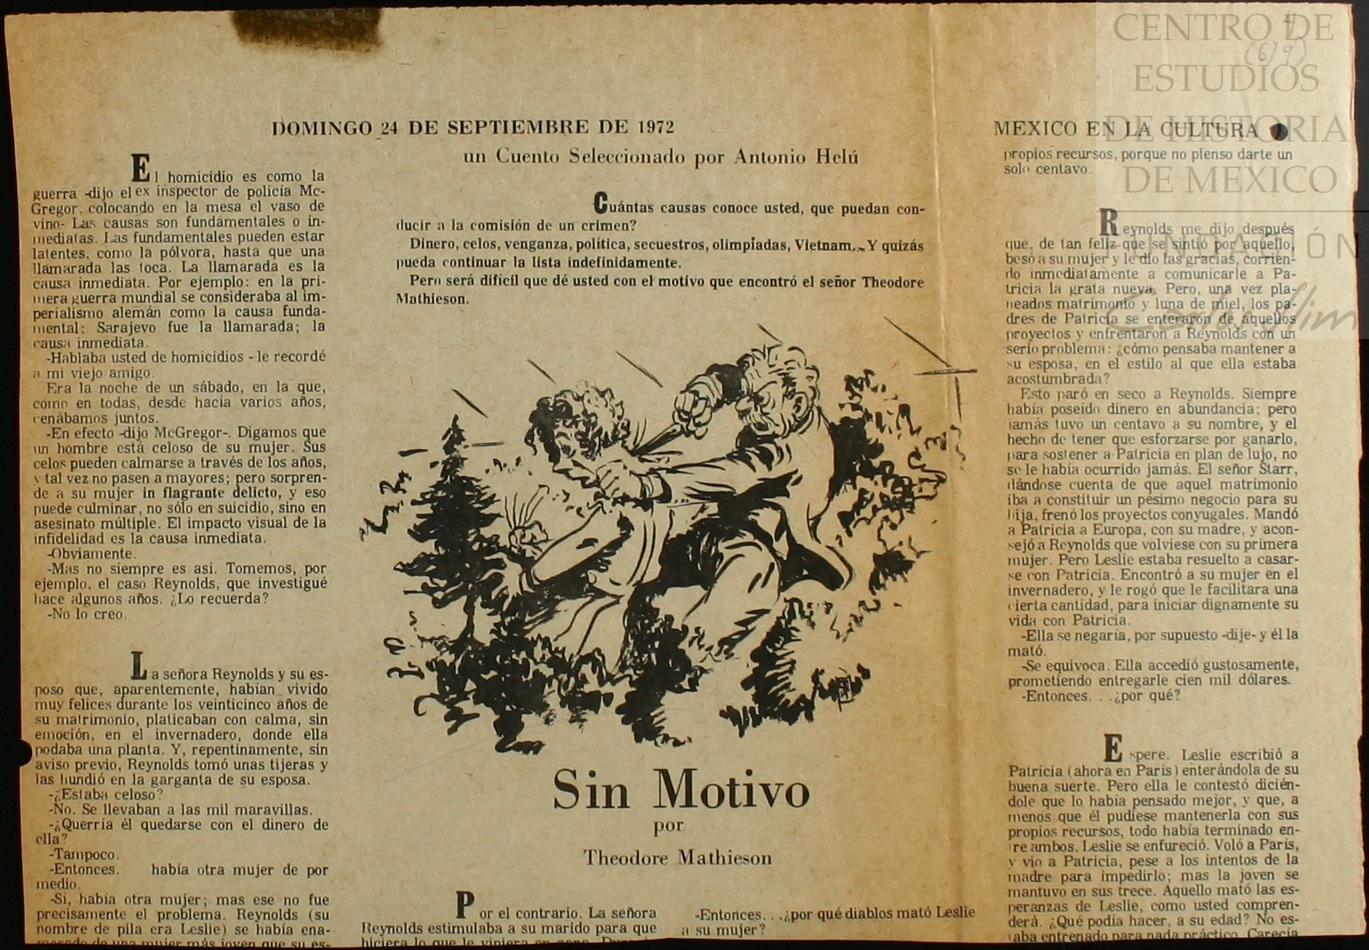 CENTRO DE
ESTUDIOS
DE HISTORIA
DE MEXICO
FUNDACIÓN
Carlos Slim
(6/9)
DOMINGO 24 DE SEPTIEMBRE DE 1972
MEXICO EN LA CULTURA
un Cuento Seleccionado por Antonio Helú
Cuántas causas conoce usted, que puedan con-
ducir a la comisión de un crimen?
Dinero, celos, venganza, política, secuestros, olimpiadas, Vietnam... Y quizás
pueda continuar la lista indefinidamente.
Pero será difícil que dé usted con el motivo que encontró el señor Theodore
Mathieson.
El homicidio es como la
guerra -dijo el ex inspector de policía Mc-
Gregor, colocando en la mesa el vaso de
vino- Las causas son fundamentales o in-
mediatas. Las fundamentales pueden estar
latentes, como la pólvora, hasta que una
llamarada las toca. La llamarada es la
causa inmediata. Por ejemplo: en la pri-
mera guerra mundial se consideraba al im-
perialismo alemán como la causa funda-
mental; Sarajevo fue la llamarada; la
causa inmediata.
-Hablaba usted de homicidios - le recordé
a mi viejo amigo.
Era la noche de un sábado, en la que,
como en todas, desde hacía varios años,
cenábamos juntos.
-En efecto -dijo McGregor-. Digamos que
un hombre está celoso de su mujer. Sus
celos pueden calmarse a través de los años,
y tal vez no pasen a mayores; pero sorpren-
de a su mujer in flagrante delicto, y eso
puede culminar, no sólo en suicidio, sino en
asesinato múltiple. El impacto visual de la
infidelidad es la causa inmediata.
-Obviamente.
-Mas no siempre es así. Tomemos, por
ejemplo, el caso Reynolds, que investigué
hace algunos años. ¿Lo recuerda?
-No lo creo.
La señora Reynolds y su es-
poso que, aparentemente, habían vivido
muy felices durante los veinticinco años de
su matrimonio, platicaban con calma, sin
emoción, en el invernadero, donde ella
podaba una planta. Y, repentinamente, sin
aviso previo, Reynolds tomó unas tijeras y
las hundió en la garganta de su esposa.
-¿Estaba celoso?
-No. Se llevaban a las mil maravillas.
-¿Querría él quedarse con el dinero de
ella?
-Tampoco.
-Entonces. había otra mujer de por
medio.
-Sí, había otra mujer; mas ese no fue
precisamente el problema. Reynolds (su
nombre de pila era Leslie) se había ena-
morado de una mujer más joven que su es-
Sin Motivo
por
Theodore Mathieson
Por el contrario. La señora
Reynolds estimulaba a su marido para que
hiciera lo que le viniera en gana.
-Entonces. . .¿por qué diablos mató Leslie
a su mujer?
propios recursos, porque no pienso darte un
solo centavo.
Reynolds me dijo después
que, de tan feliz que se sintió por aquello,
besó a su mujer y le dio las gracias, corrien-
do inmediatamente a comunicarle a Pa-
tricia la grata nueva. Pero, una vez pla-
neados matrimonio y luna de miel, los pa-
dres de Patricia se enteraron de aquellos
proyectos y enfrentaron a Reynolds con un
serio problema: ¿cómo pensaba mantener a
su esposa, en el estilo al que ella estaba
acostumbrada?
Esto paró en seco a Reynolds. Siempre
había poseído dinero en abundancia; pero
jamás tuvo un centavo a su nombre, y el
hecho de tener que esforzarse por ganarlo,
para sostener a Patricia en plan de lujo, no
se le había ocurrido jamás. El señor Starr,
dándose cuenta de que aquel matrimonio
iba a constituir un pésimo negocio para su
hija, frenó los proyectos conyugales. Mandó
a Patricia a Europa, con su madre, y acon-
sejó a Reynolds que volviese con su primera
mujer. Pero Leslie estaba resuelto a casar-
se con Patricia. Encontró a su mujer en el
invernadero, y le rogó que le facilitara una
cierta cantidad, para iniciar dignamente su
vida con Patricia.
-Ella se negaría, por supuesto -dije- y él la
mató.
-Se equivoca. Ella accedió gustosamente,
prometiendo entregarle cien mil dólares.
-Entonces. . .¿por qué?
Espere. Leslie escribió a
Patricia (ahora en París) enterándola de su
buena suerte. Pero ella le contestó dicién-
dole que lo había pensado mejor, y que, a
menos que él pudiese mantenerla con sus
propios recursos, todo había terminado en-
tre ambos. Leslie se enfureció. Voló a París,
y vio a Patricia, pese a los intentos de la
madre para impedirlo; mas la joven se
mantuvo en sus trece. Aquello mató las es-
peranzas de Leslie, como usted compren-
derá. ¿Qué podía hacer, a su edad? No es-
taba entrenado para nada práctico. Carecía